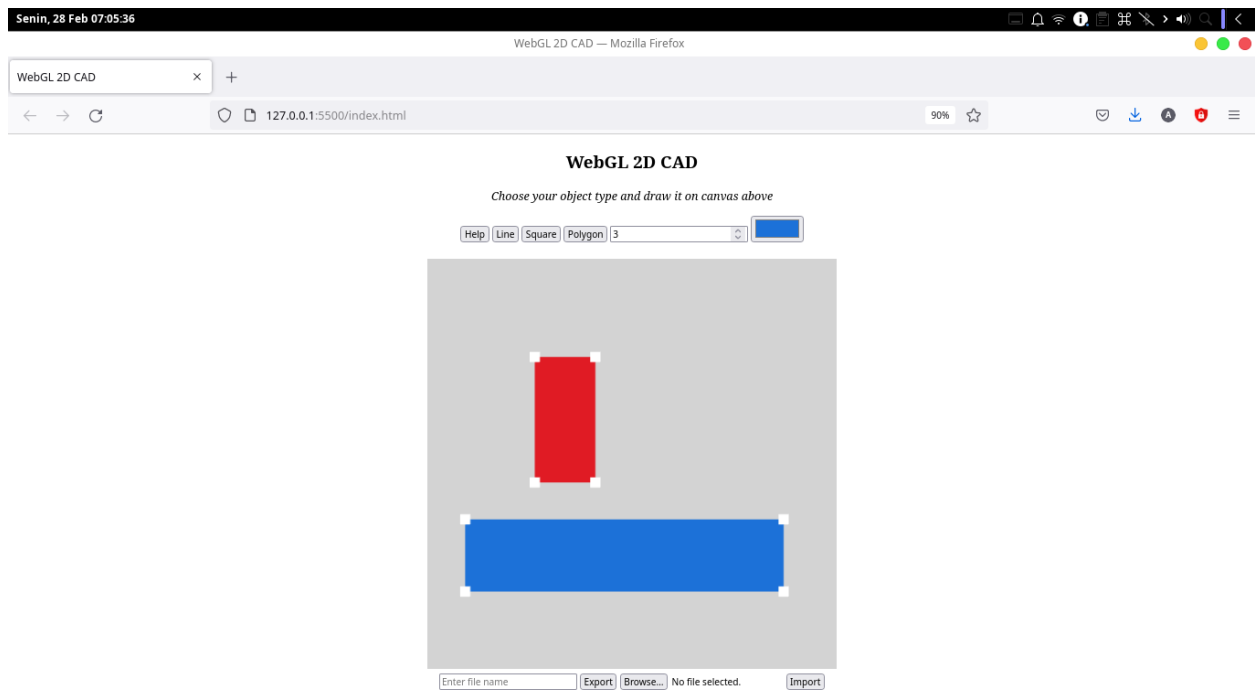 Senin, 28 Feb 07:05:36
WebGL 2D CAD — Mozilla Firefox
WebGL 2D CAD
127.0.0.1:5500/index.html
90%
A
WebGL 2D CAD
Choose your object type and draw it on canvas above
Help Line Square Polygon 3
Enter file name Export Browse... No file selected. Import